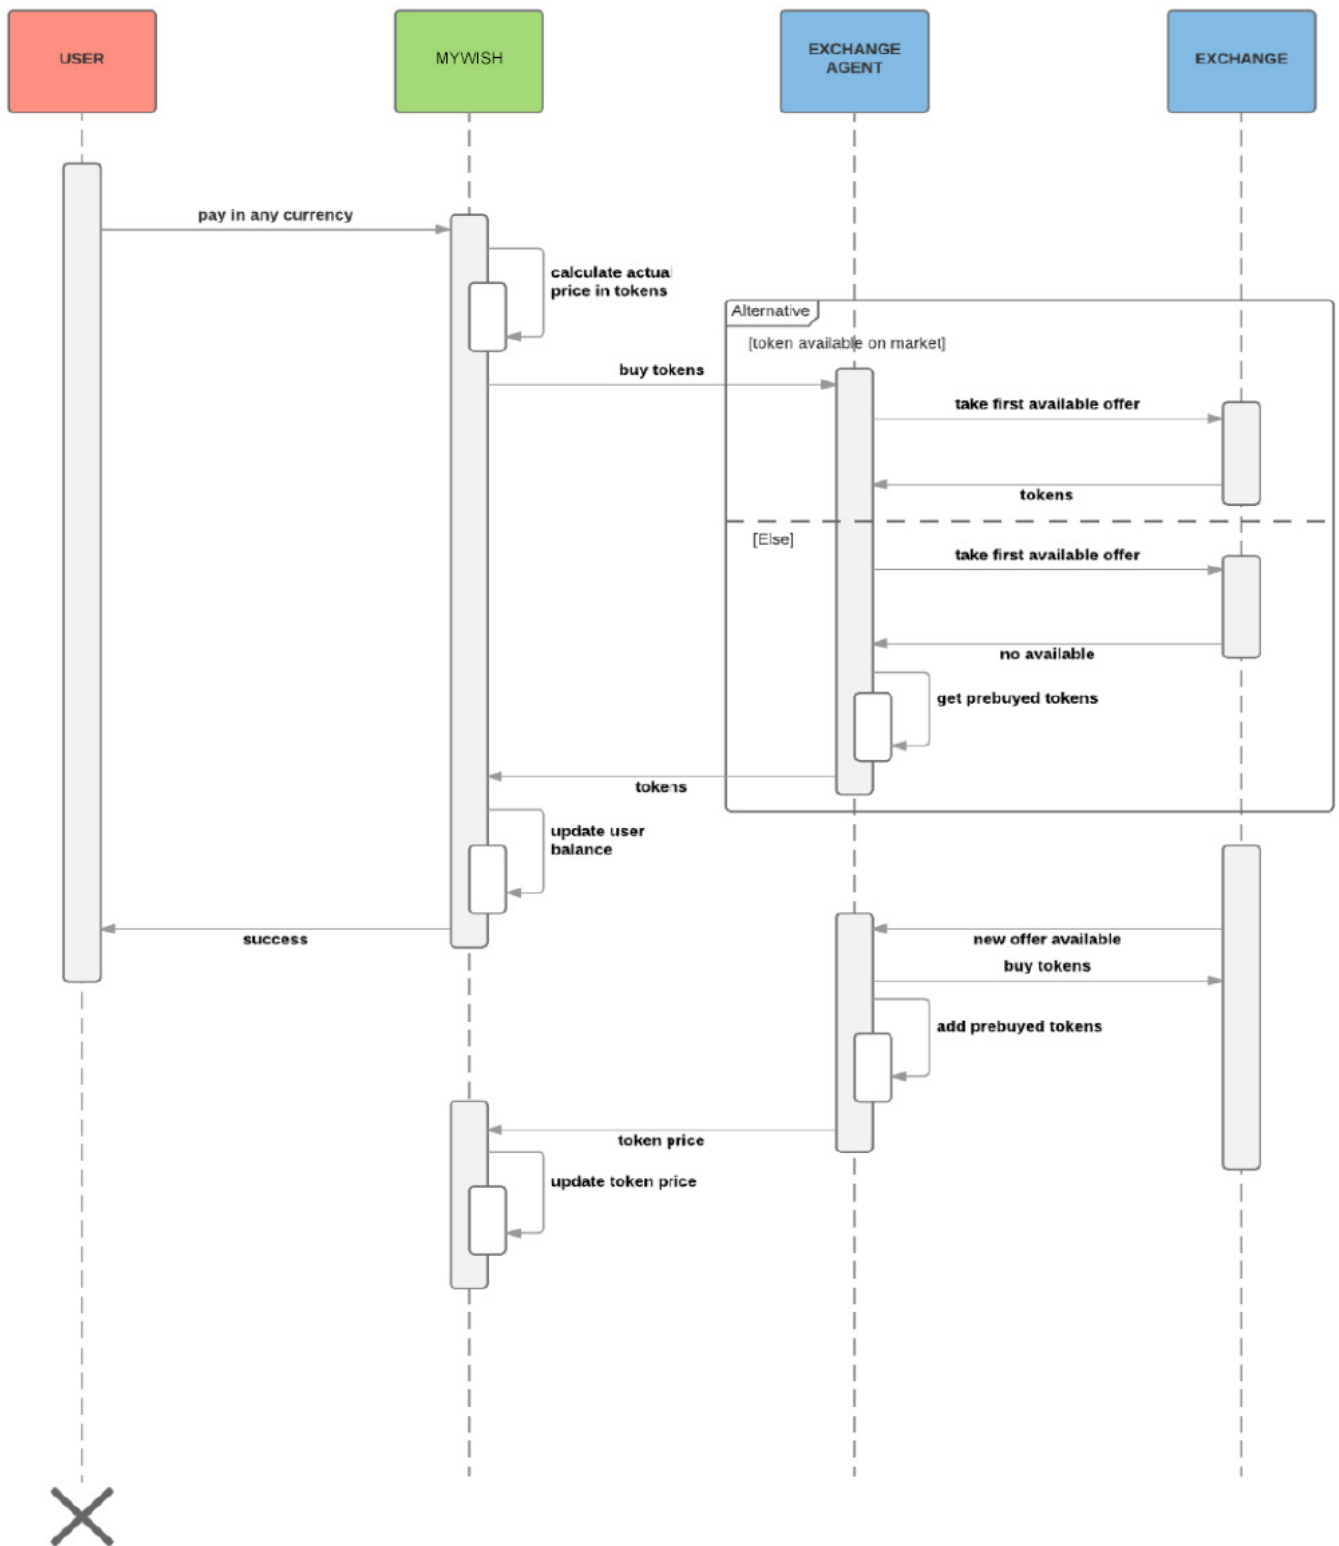 USER
MYWISH
EXCHANGE
AGENT
EXCHANGE
pay in any currency
calculate actual
price in tokens
Alternative
[token available on market]
buy tokens
take first available offer
tokens
[Else]
take first available offer
no available
get prebuyed tokens
tokens
update user
balance
success
new offer available
buy tokens
add prebuyed tokens
token price
update token price